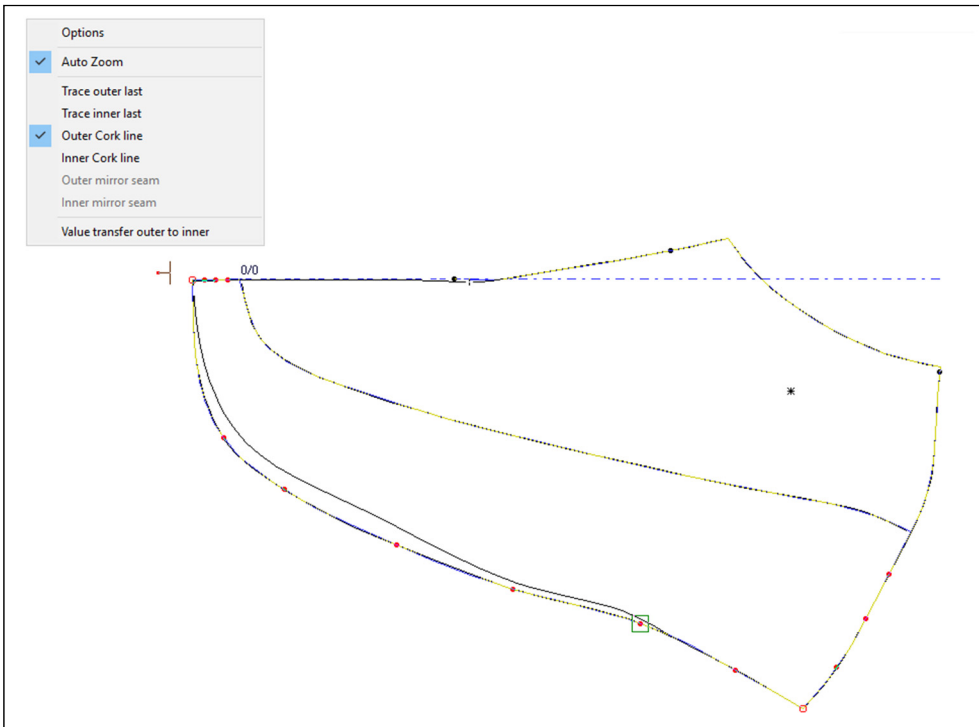 Options
Auto Zoom
Trace outer last
Trace inner last
Outer Cork line
Inner Cork line
Outer mirror seam
Inner mirror seam
Value transfer outer to inner
0/0